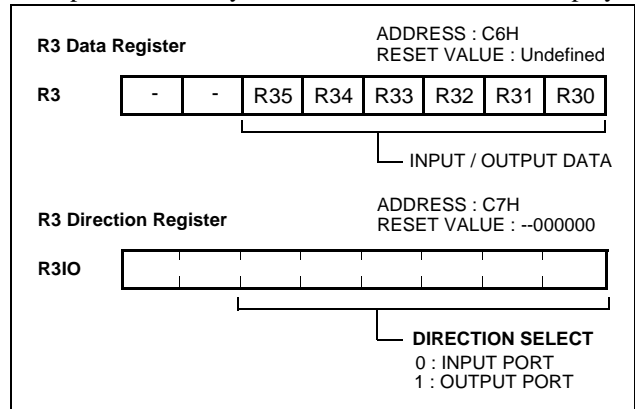 R3 Data Register
ADDRESS : C6H
RESET VALUE : Undefined
R3 - - R35 R34 R33 R32 R31 R30
INPUT / OUTPUT DATA
R3 Direction Register
ADDRESS : C7H
RESET VALUE : --000000
R3IO
DIRECTION SELECT
0 : INPUT PORT
1 : OUTPUT PORT